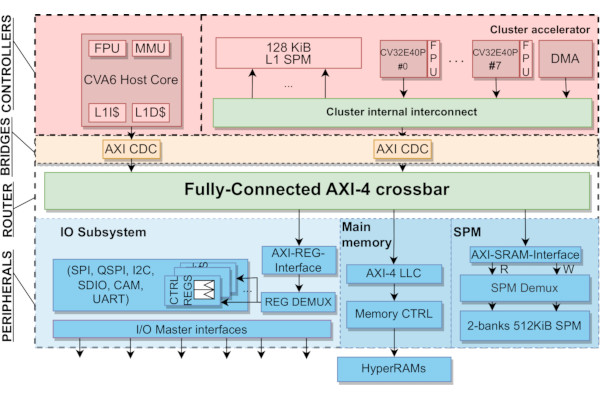 CONTROLLERS
BRIDGES
ROUTER
PERIPHERALS
FPU
MMU
CVA6 Host Core
L1I$
L1D$
Cluster accelerator
128 KiB
L1 SPM
...
CV32E40P
#0
FPU
...
CV32E40P
#7
FPU
DMA
Cluster internal interconnect
AXI CDC
AXI CDC
Fully-Connected AXI-4 crossbar
IO Subsystem
(SPI, QSPI, I2C,
SDIO, CAM,
UART)
CTRL
REGS
...
AXI-REG-
Interface
REG DEMUX
I/O Master interfaces
Main
memory
AXI-4 LLC
Memory CTRL
HyperRAMs
SPM
AXI-SRAM-Interface
R
W
SPM Demux
2-banks 512KiB SPM